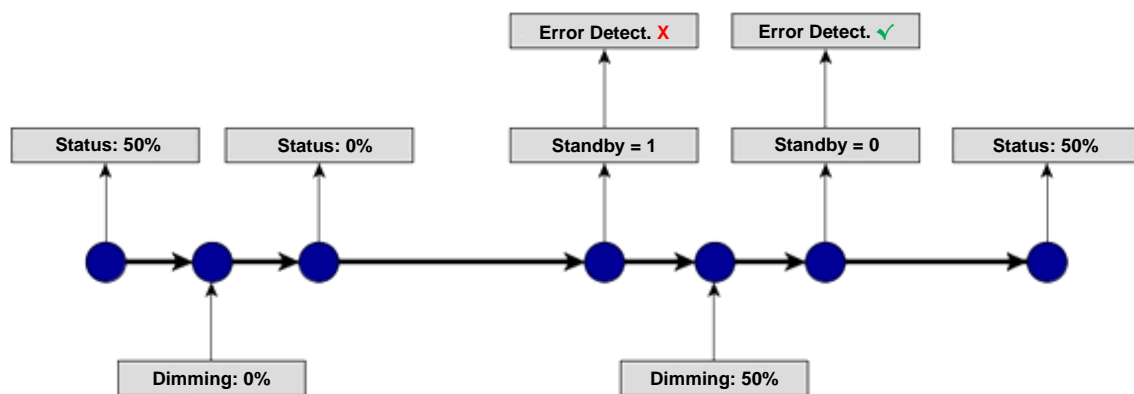 Error Detect. X
Error Detect. ✓
Status: 50%
Status: 0%
Standby = 1
Standby = 0
Status: 50%
Dimming: 0%
Dimming: 50%